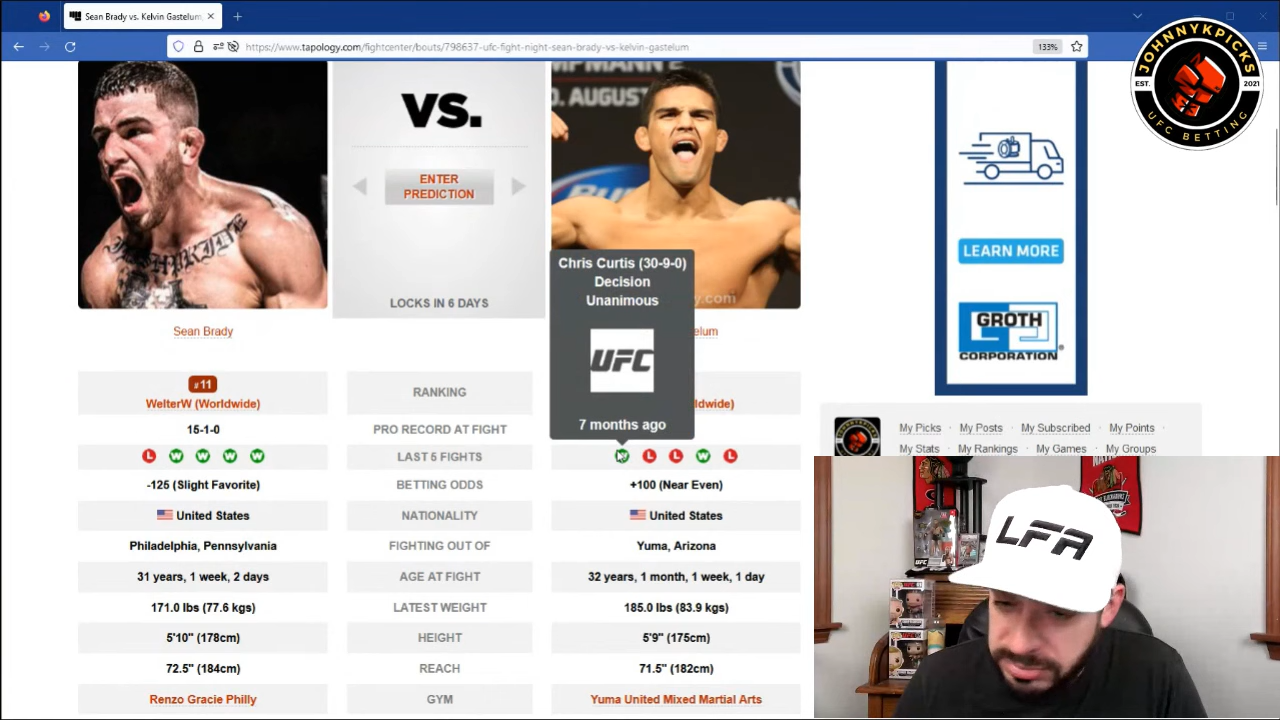 Sean Brady vs. Kelvin Gastelum,
https://www.tapology.com/fightcenter/bouts/798637-ufc-fight-night-sean-brady-vs-kelvin-gastelum
133%
JOHNNYKPICKS
EST. 2021
UFC BETTING
MPMANN 2
0. AUGUST
VS.
ENTER
PREDICTION
LOCKS IN 6 DAYS
LEARN MORE
GROTH
CORPORATION
Chris Curtis (30-9-0)
Decision
Unanimous
UFC
7 months ago
.com
Sean Brady
elum
#11
WelterW (Worldwide)
RANKING
ldwide)
15-1-0
PRO RECORD AT FIGHT
L W W W W
LAST 5 FIGHTS
W L L W L
-125 (Slight Favorite)
BETTING ODDS
+100 (Near Even)
United States
NATIONALITY
United States
Philadelphia, Pennsylvania
FIGHTING OUT OF
Yuma, Arizona
31 years, 1 week, 2 days
AGE AT FIGHT
32 years, 1 month, 1 week, 1 day
171.0 lbs (77.6 kgs)
LATEST WEIGHT
185.0 lbs (83.9 kgs)
5'10" (178cm)
HEIGHT
5'9" (175cm)
72.5" (184cm)
REACH
71.5" (182cm)
Renzo Gracie Philly
GYM
Yuma United Mixed Martial Arts
My Picks · My Posts · My Subscribed · My Points
My Stats · My Rankings · My Games · My Groups
LFA